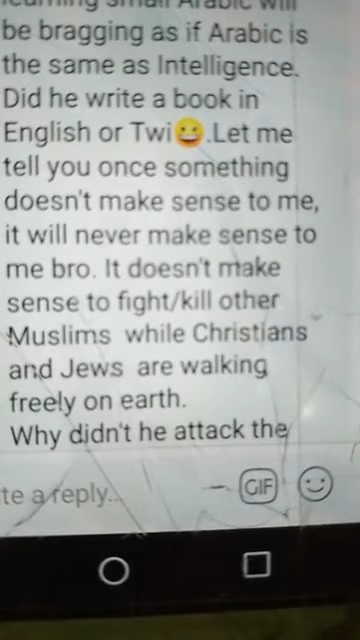 learning small Arabic will
be bragging as if Arabic is
the same as Intelligence.
Did he write a book in
English or Twi😀.Let me
tell you once something
doesn't make sense to me,
it will never make sense to
me bro. It doesn't make
sense to fight/kill other
Muslims while Christians
and Jews are walking
freely on earth.
Why didn't he attack the
te a reply...
GIF